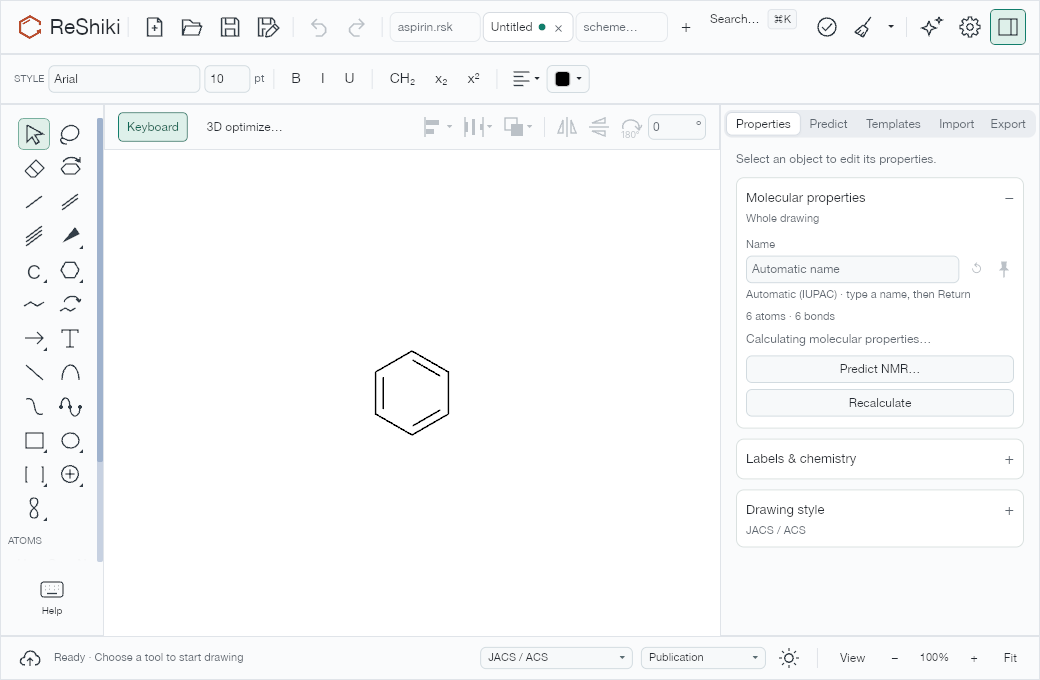 ReShiki
aspirin.rsk
Untitled
scheme…
Search…
⌘K
STYLE
Arial
10
pt
B
I
U
CH₂
x₂
x²
Keyboard
3D optimize…
180°
0
°
Properties
Predict
Templates
Import
Export
Select an object to edit its properties.
Molecular properties
Whole drawing
Name
Automatic name
Automatic (IUPAC) · type a name, then Return
6 atoms · 6 bonds
Calculating molecular properties…
Predict NMR…
Recalculate
Labels & chemistry
Drawing style
JACS / ACS
C
T
ATOMS
Help
Ready · Choose a tool to start drawing
JACS / ACS
Publication
View
100%
Fit